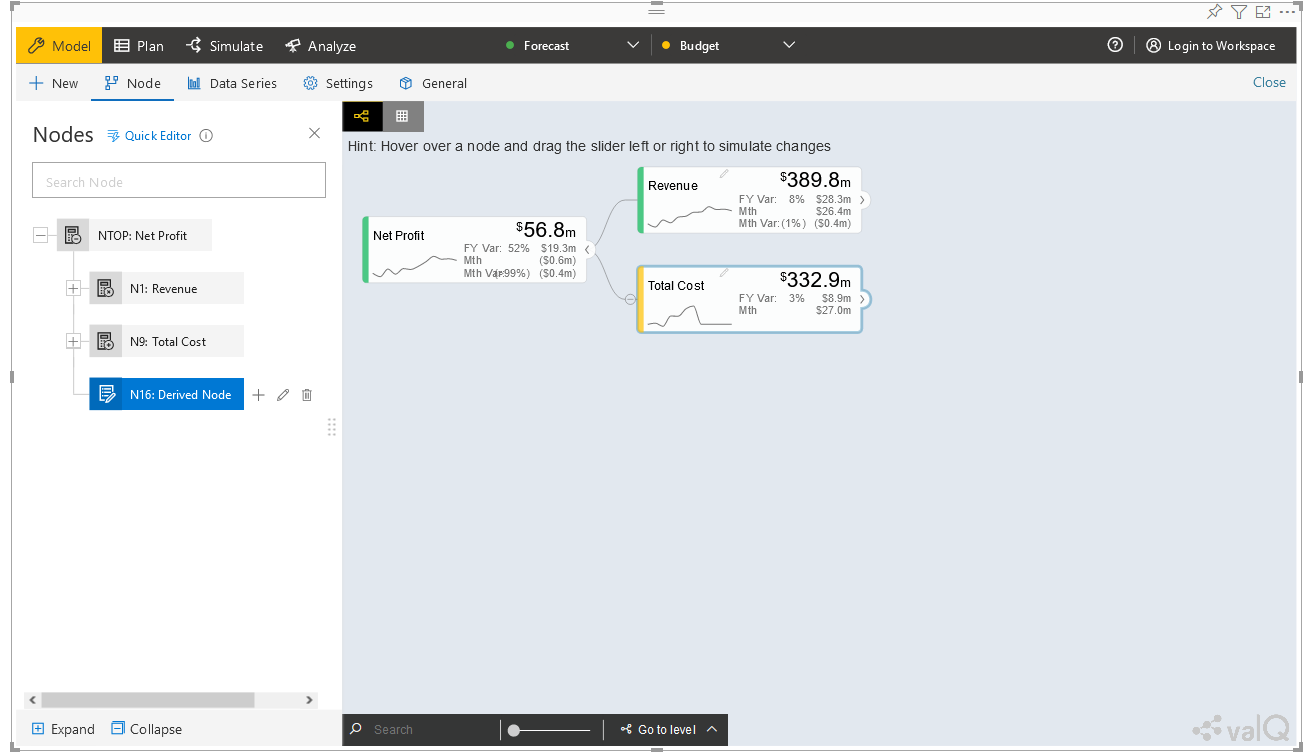 Model
Plan
Simulate
Analyze
Forecast
Budget
Login to Workspace
New
Node
Data Series
Settings
General
Close
Nodes
Quick Editor
Search Node
NTOP: Net Profit
N1: Revenue
N9: Total Cost
N16: Derived Node
Expand
Collapse
Hint: Hover over a node and drag the slider left or right to simulate changes
Net Profit
$56.8m
FY Var: 52% $19.3m
Mth ($0.6m)
Mth Var: 99%) ($0.4m)
Revenue
$389.8m
FY Var: 8% $28.3m
Mth $26.4m
Mth Var: (1%) ($0.4m)
Total Cost
$332.9m
FY Var: 3% $8.9m
Mth $27.0m
Search
Go to level
valQ